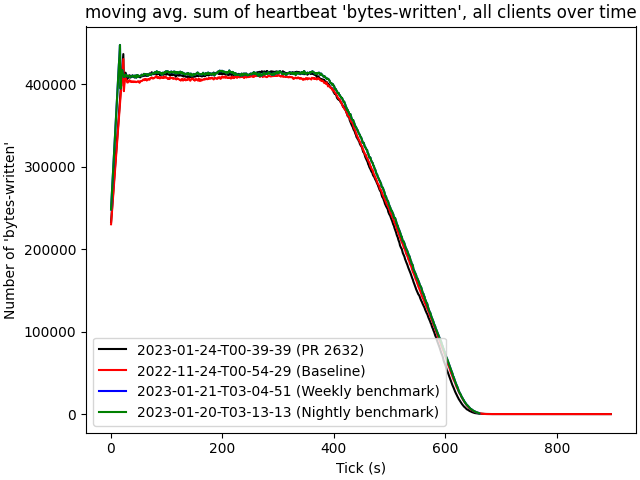 moving avg. sum of heartbeat 'bytes-written', all clients over time
Number of 'bytes-written'
400000
300000
200000
100000
0
2023-01-24-T00-39-39 (PR 2632)
2022-11-24-T00-54-29 (Baseline)
2023-01-21-T03-04-51 (Weekly benchmark)
2023-01-20-T03-13-13 (Nightly benchmark)
0 200 400 600 800
Tick (s)